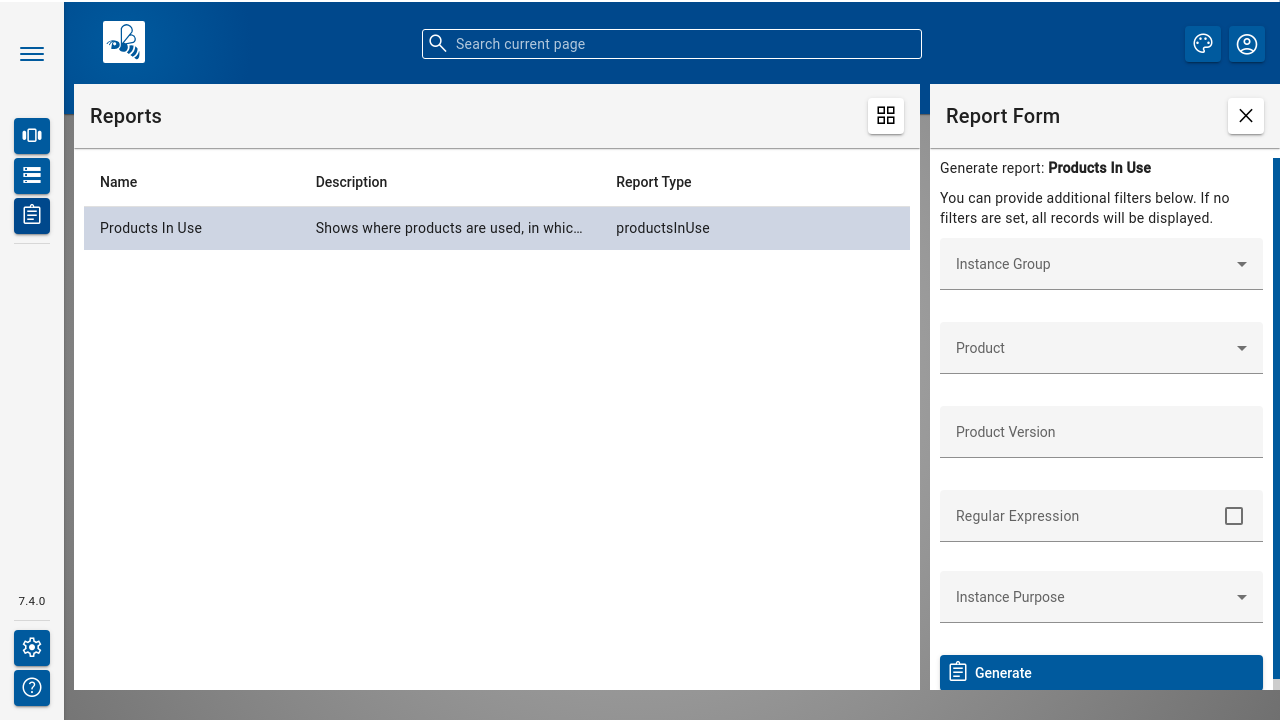 Search current page
Reports
Report Form
Name
Description
Report Type
Products In Use
Shows where products are used, in whic…
productsInUse
Generate report: Products In Use
You can provide additional filters below. If no
filters are set, all records will be displayed.
Instance Group
Product
Product Version
Regular Expression
Instance Purpose
Generate
7.4.0